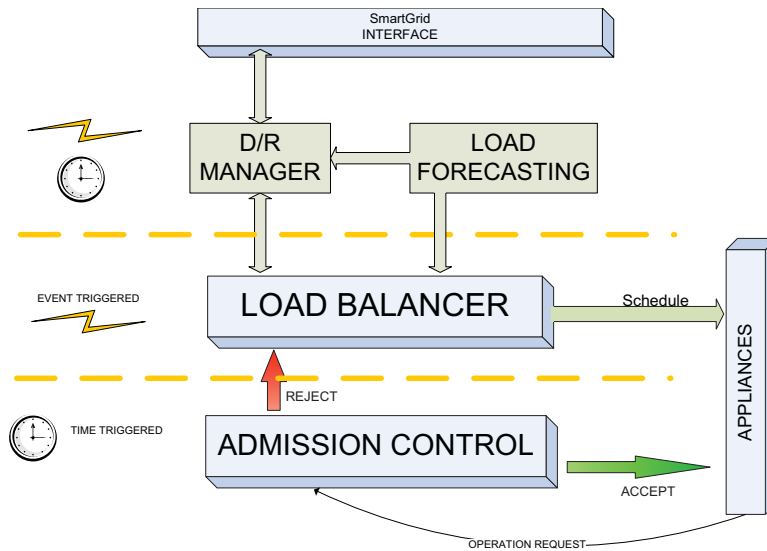 SmartGrid
INTERFACE
D/R
MANAGER
LOAD
FORECASTING
EVENT TRIGGERED
LOAD BALANCER
Schedule
APPLIANCES
REJECT
TIME TRIGGERED
ADMISSION CONTROL
ACCEPT
OPERATION REQUEST